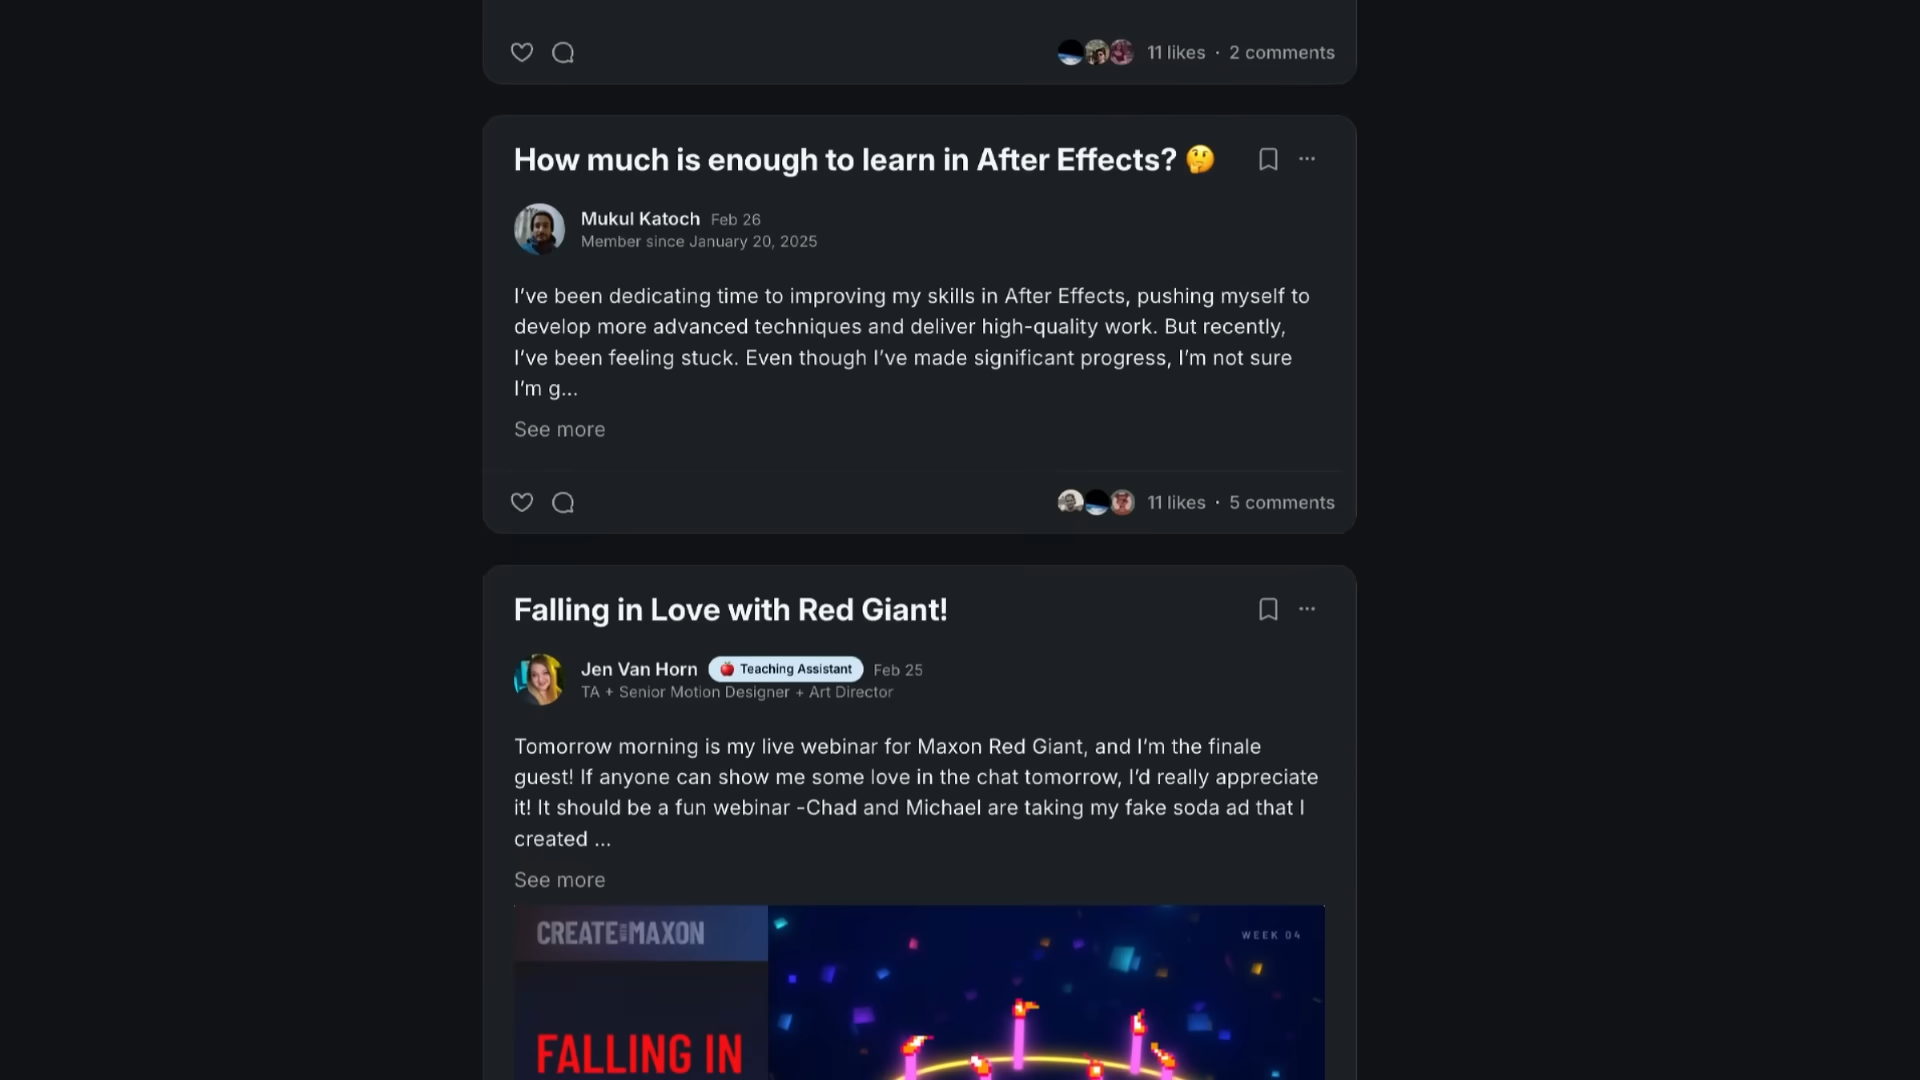 11 likes · 2 comments
How much is enough to learn in After Effects? 🤔
Mukul Katoch Feb 26
Member since January 20, 2025
I’ve been dedicating time to improving my skills in After Effects, pushing myself to
develop more advanced techniques and deliver high-quality work. But recently,
I’ve been feeling stuck. Even though I’ve made significant progress, I’m not sure
I’m g...
See more
11 likes · 5 comments
Falling in Love with Red Giant!
Jen Van Horn 🍎 Teaching Assistant Feb 25
TA + Senior Motion Designer + Art Director
Tomorrow morning is my live webinar for Maxon Red Giant, and I’m the finale
guest! If anyone can show me some love in the chat tomorrow, I’d really appreciate
it! It should be a fun webinar -Chad and Michael are taking my fake soda ad that I
created ...
See more
CREATE WITH MAXON
WEEK 04
FALLING IN